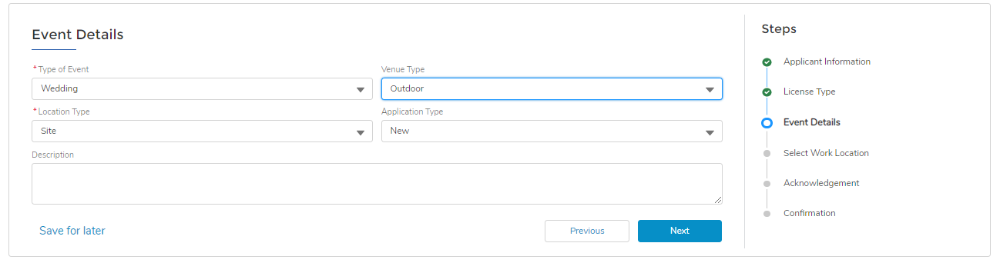 Event Details
* Type of Event
Wedding
Venue Type
Outdoor
* Location Type
Site
Application Type
New
Description
Save for later
Previous
Next
Steps
Applicant Information
License Type
Event Details
Select Work Location
Acknowledgement
Confirmation